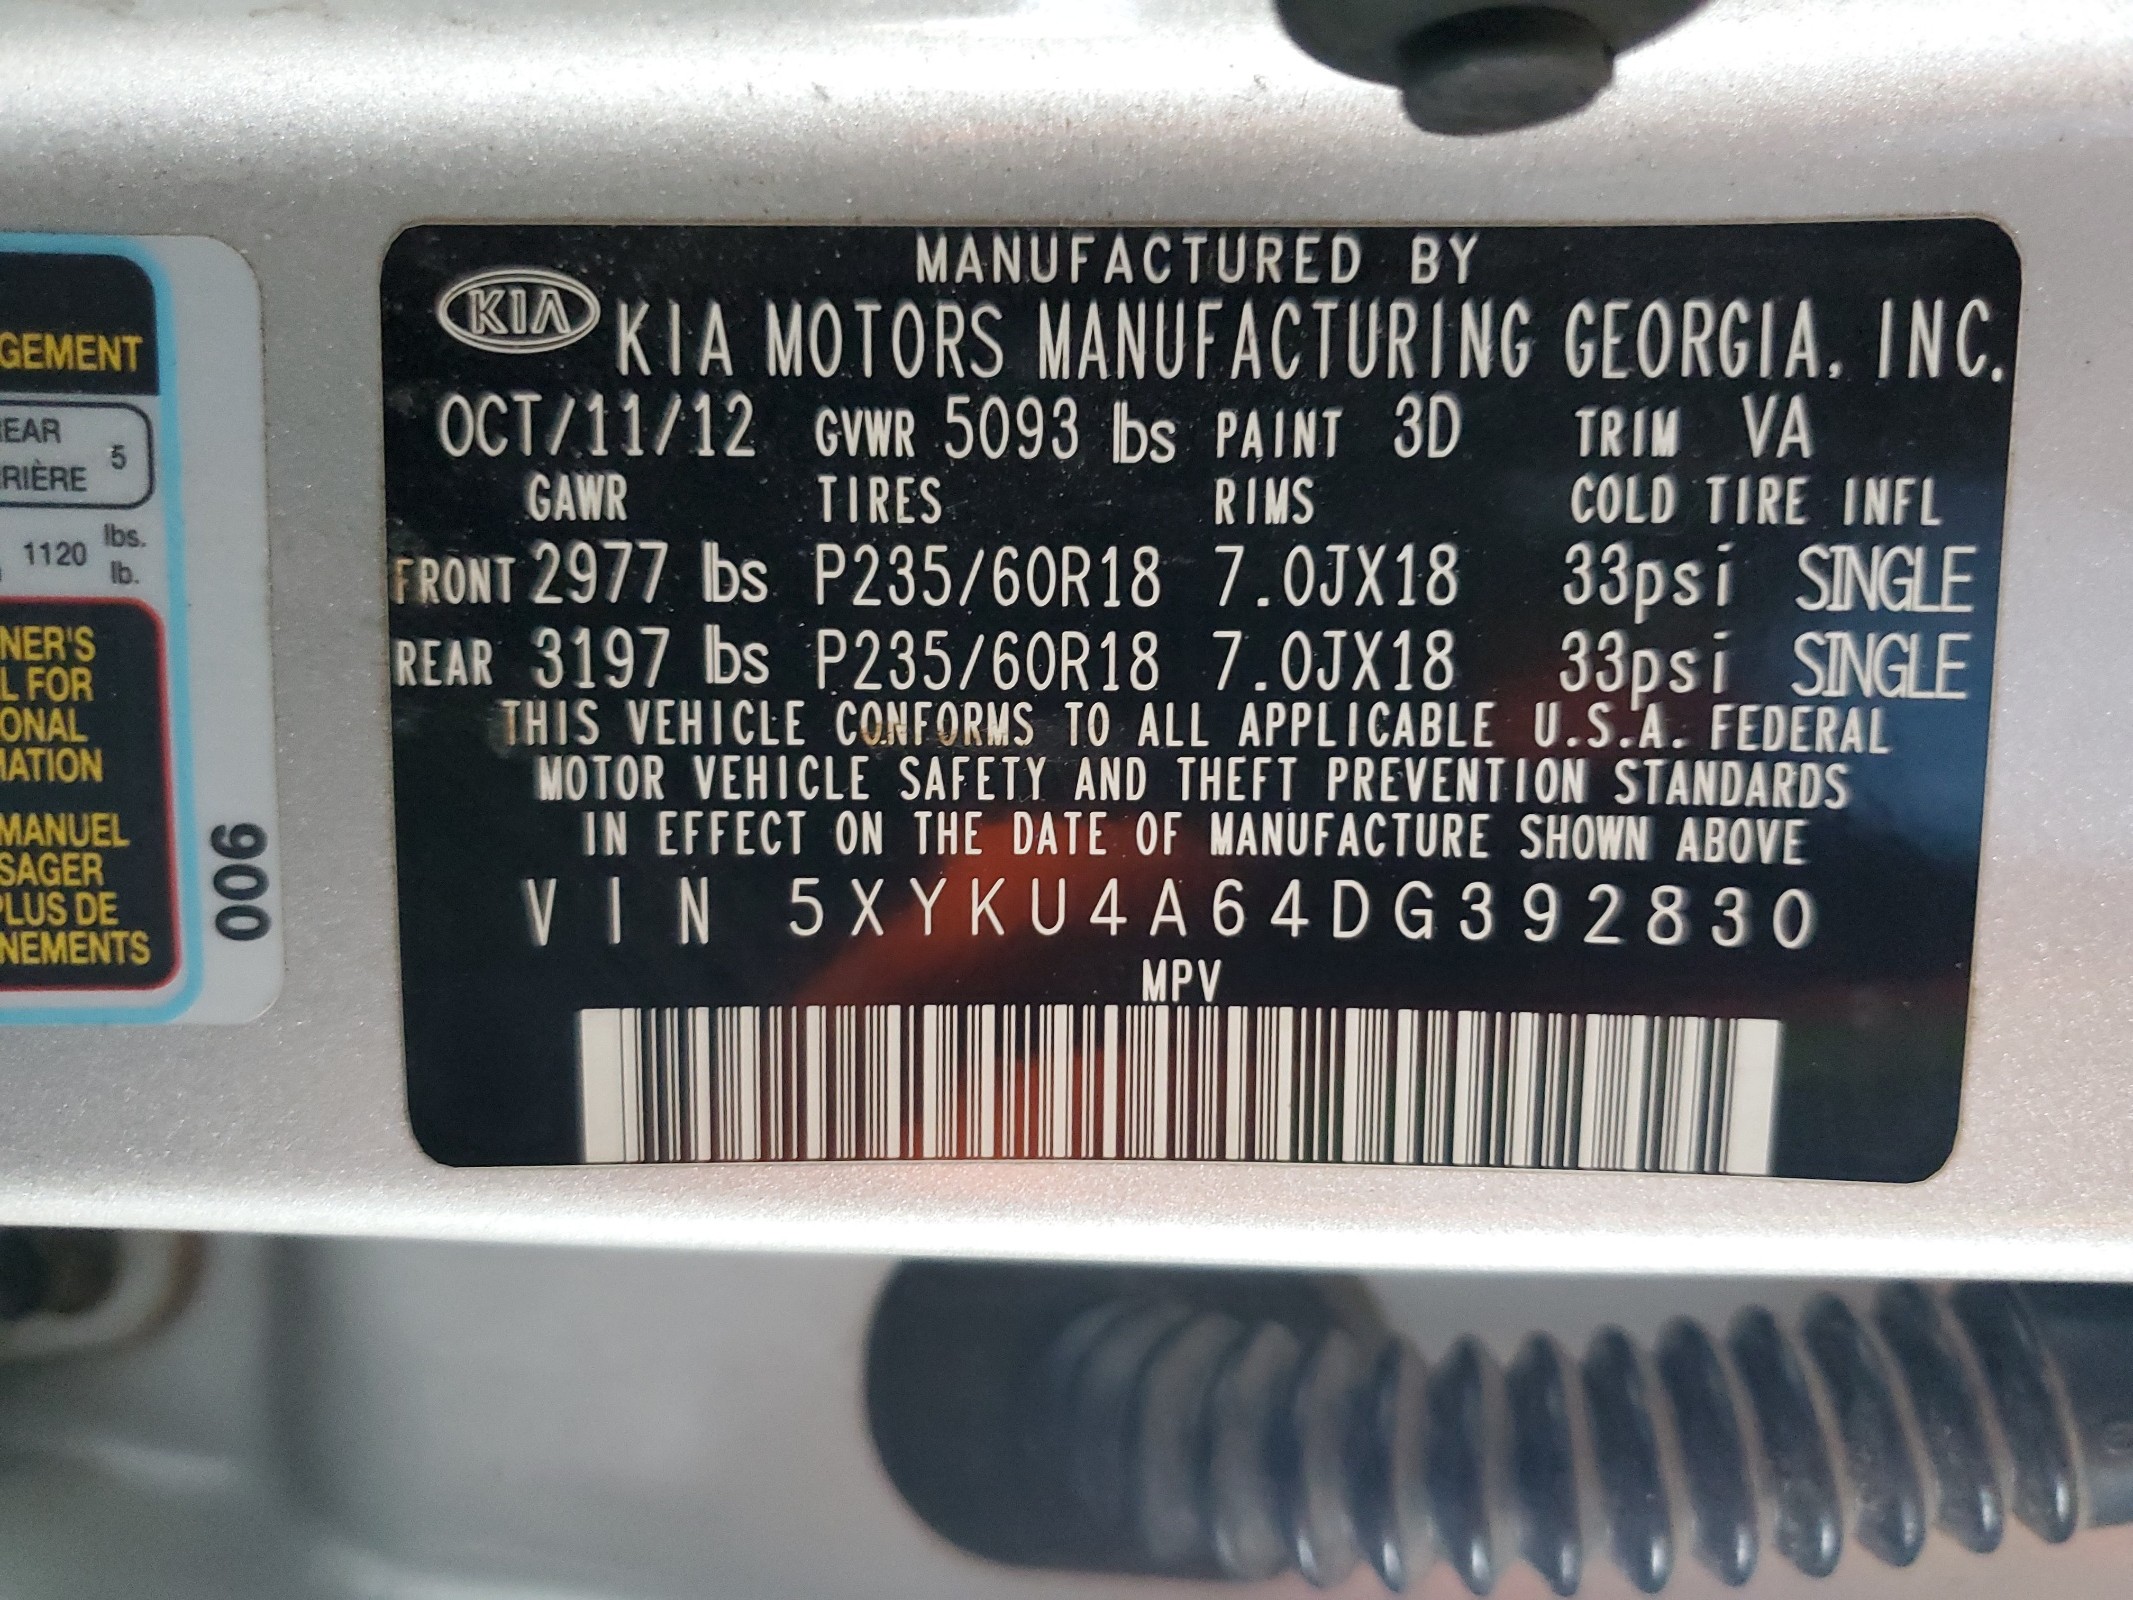 GEMENT
EAR
RIÈRE
5
1120 lbs.
lb.
NER'S
L FOR
ONAL
ATION
MANUEL
SAGER
PLUS DE
NEMENTS
006
MANUFACTURED BY
KIA KIA MOTORS MANUFACTURING GEORGIA, INC.
OCT/11/12 GVWR 5093 lbs PAINT 3D TRIM VA
GAWR TIRES RIMS COLD TIRE INFL
FRONT 2977 lbs P235/60R18 7.0JX18 33psi SINGLE
REAR 3197 lbs P235/60R18 7.0JX18 33psi SINGLE
THIS VEHICLE CONFORMS TO ALL APPLICABLE U.S.A. FEDERAL
MOTOR VEHICLE SAFETY AND THEFT PREVENTION STANDARDS
IN EFFECT ON THE DATE OF MANUFACTURE SHOWN ABOVE
VIN 5XYKU4A64DG392830
MPV